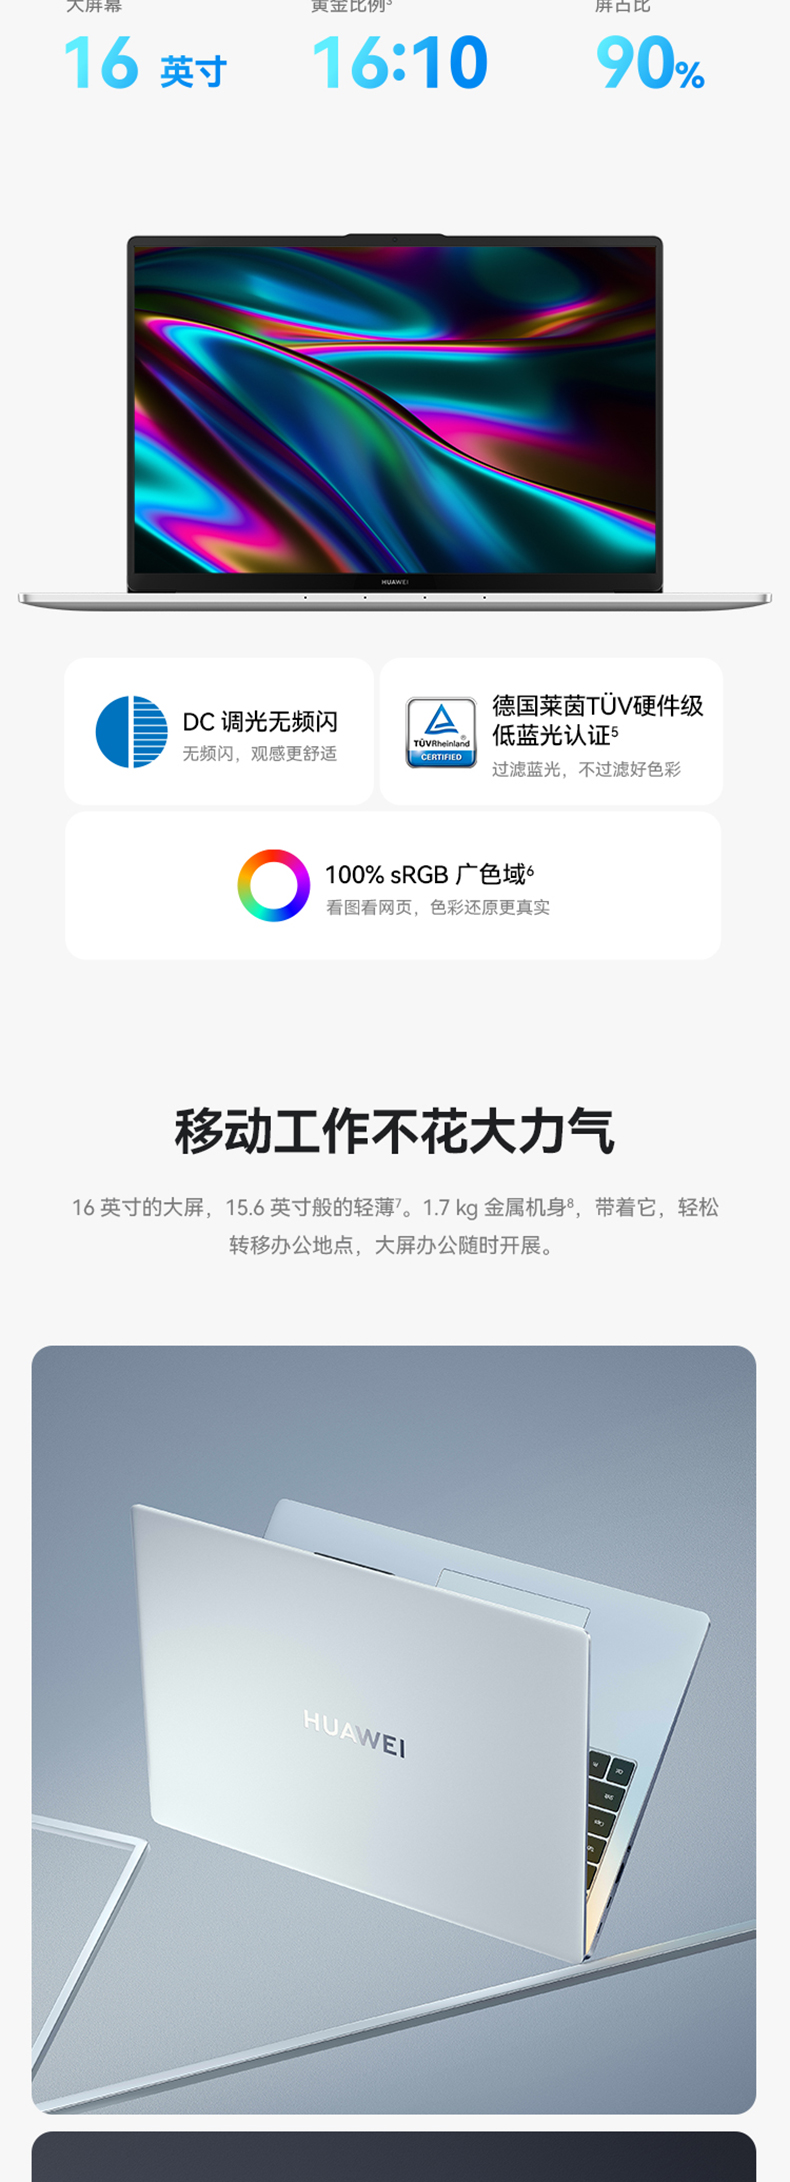 大屏幕
黄金比例³
屏占比
16 英寸
16:10
90%
HUAWEI
DC 调光无频闪
无频闪，观感更舒适
TÜVRheinland®
CERTIFIED
德国莱茵TÜV硬件级
低蓝光认证⁵
过滤蓝光，不过滤好色彩
100% sRGB 广色域⁶
看图看网页，色彩还原更真实
移动工作不花大力气
16 英寸的大屏，15.6 英寸般的轻薄⁷。1.7 kg 金属机身⁸，带着它，轻松
转移办公地点，大屏办公随时开展。
HUAWEI